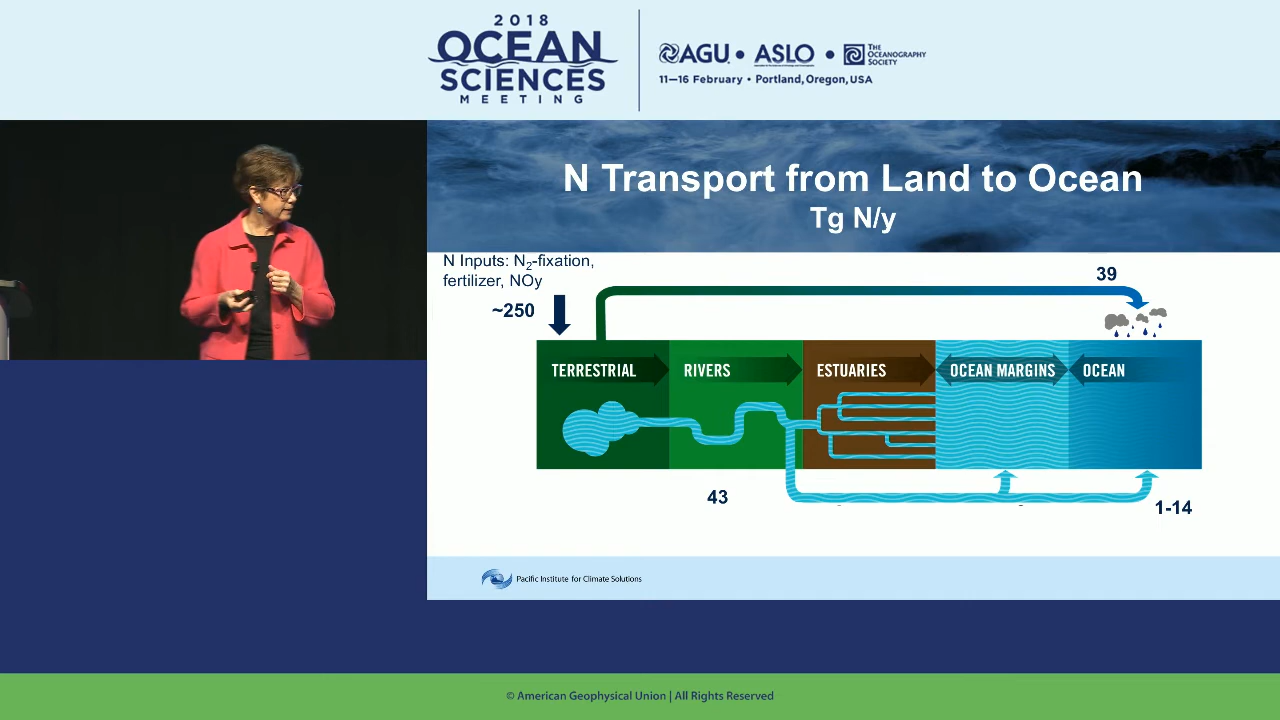 2018
OCEAN
SCIENCES
MEETING
AGU • ASLO • THE OCEANOGRAPHY SOCIETY
11–16 February • Portland, Oregon, USA
N Transport from Land to Ocean
Tg N/y
N Inputs: N2-fixation,
fertilizer, NOy
~250
39
TERRESTRIAL
RIVERS
ESTUARIES
OCEAN MARGINS
OCEAN
43
1-14
Pacific Institute for Climate Solutions
© American Geophysical Union | All Rights Reserved